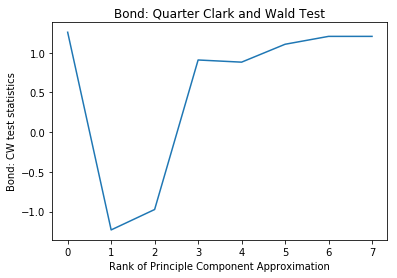 Bond: Quarter Clark and Wald Test
Bond: CW test statistics
1.0
0.5
0.0
−0.5
−1.0
0 1 2 3 4 5 6 7
Rank of Principle Component Approximation